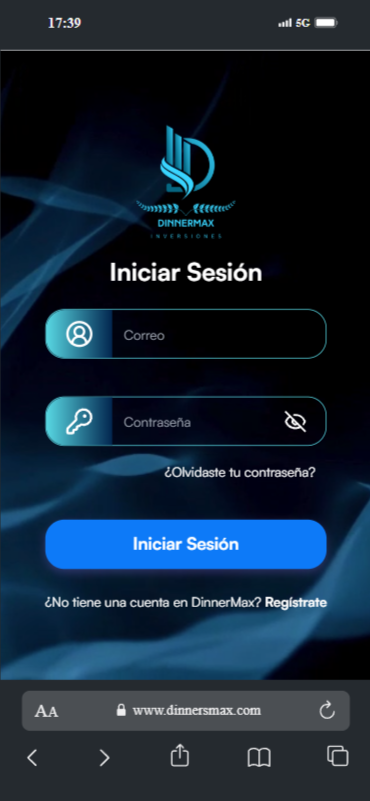 17:39
5G
DINNERMAX
INVERSIONES
Iniciar Sesión
Correo
Contraseña
¿Olvidaste tu contraseña?
Iniciar Sesión
¿No tiene una cuenta en DinnerMax? Regístrate
AA
www.dinnersmax.com